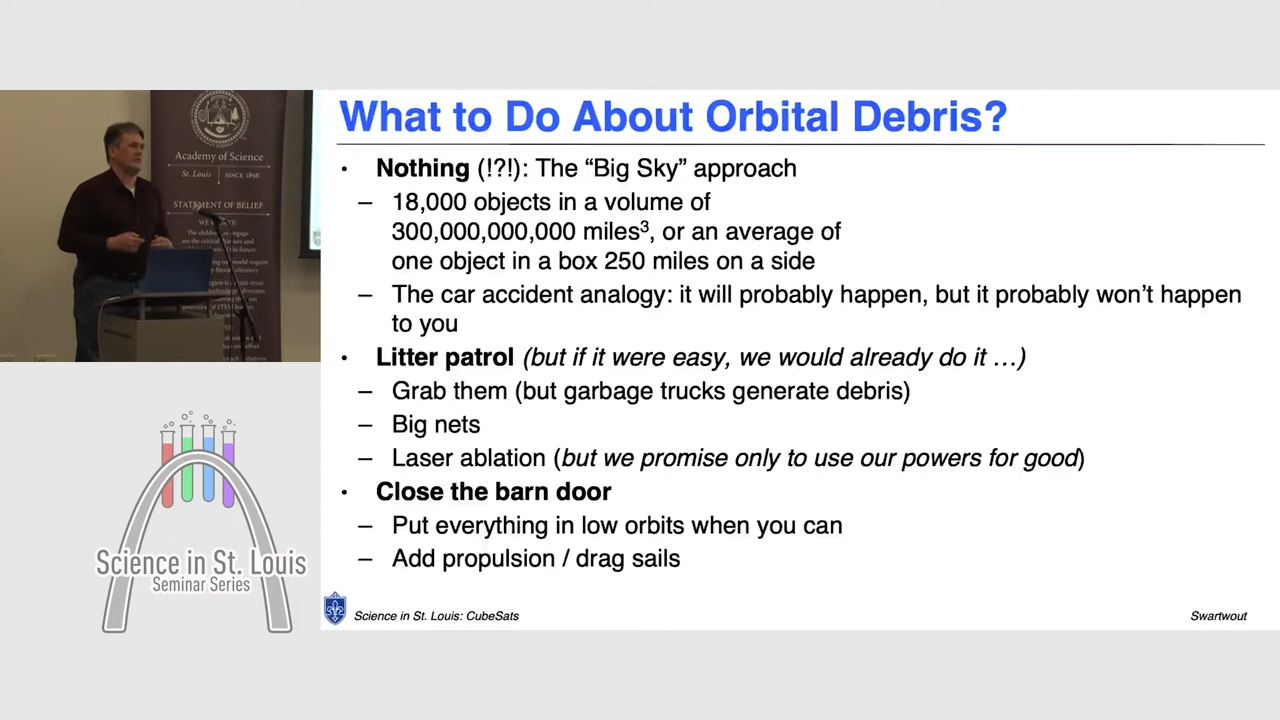 What to Do About Orbital Debris?
• Nothing (!?!): The “Big Sky” approach
– 18,000 objects in a volume of
300,000,000,000 miles³, or an average of
one object in a box 250 miles on a side
– The car accident analogy: it will probably happen, but it probably won’t happen
to you
• Litter patrol (but if it were easy, we would already do it …)
– Grab them (but garbage trucks generate debris)
– Big nets
– Laser ablation (but we promise only to use our powers for good)
• Close the barn door
– Put everything in low orbits when you can
– Add propulsion / drag sails
Science in St. Louis: CubeSats
Swartwout
Academy of Science
St. Louis | SINCE 1856
STATEMENT OF BELIEF
Science in St. Louis
Seminar Series